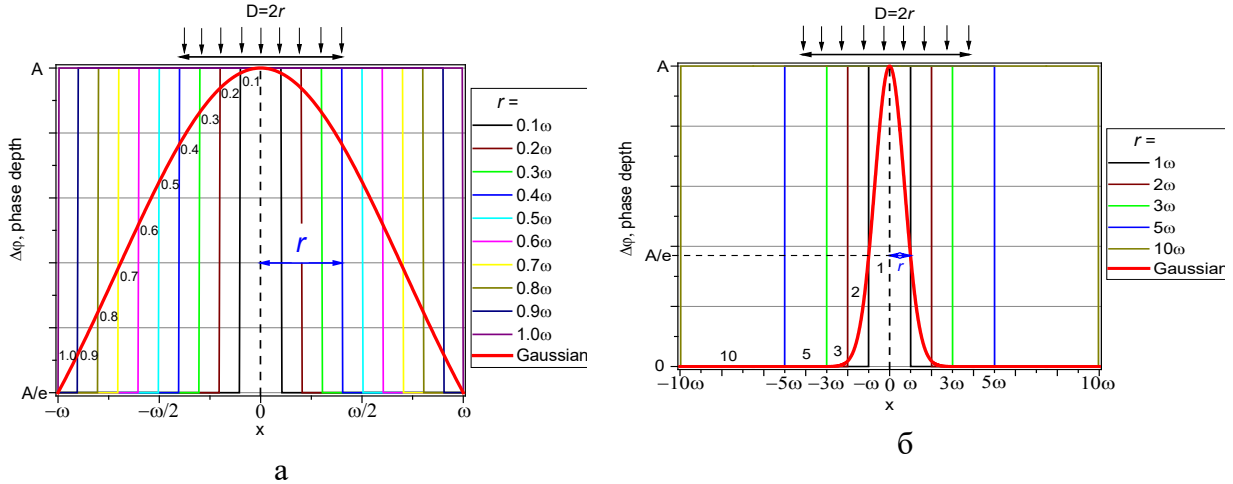 D=2r
A
Δφ, phase depth
A/e
0.1
0.2
0.3
0.4
0.5
0.6
0.7
0.8
0.9
1.0
r
−ω
−ω/2
0
ω/2
ω
x
r =
0.1ω
0.2ω
0.3ω
0.4ω
0.5ω
0.6ω
0.7ω
0.8ω
0.9ω
1.0ω
Gaussian
а
D=2r
A
Δφ, phase depth
A/e
0
1
r
2
3
4
5
10
−10ω
−5ω
−3ω
−ω
0
ω
3ω
5ω
10ω
x
r =
1ω
2ω
3ω
5ω
10ω
Gaussian
б